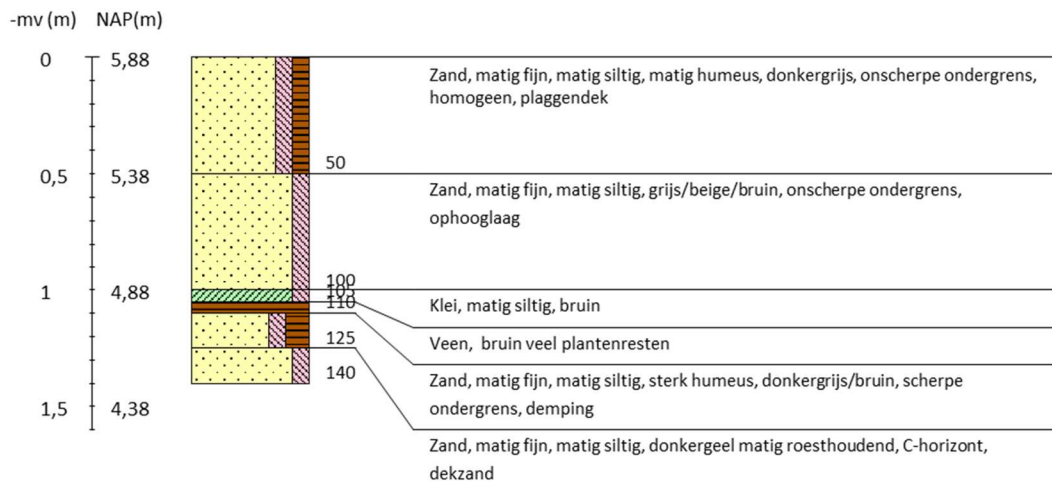 -mv (m) NAP(m)
0 5,88
Zand, matig fijn, matig siltig, matig humeus, donkergrijs, onscherpe ondergrens,
homogeen, plaggendek
50
0,5 5,38
Zand, matig fijn, matig siltig, grijs/beige/bruin, onscherpe ondergrens,
ophooglaag
100
1 4,88
105
110
Klei, matig siltig, bruin
125
Veen, bruin veel plantenresten
140
Zand, matig fijn, matig siltig, sterk humeus, donkergrijs/bruin, scherpe
ondergrens, demping
1,5 4,38
Zand, matig fijn, matig siltig, donkergeel matig roesthoudend, C-horizont,
dekzand